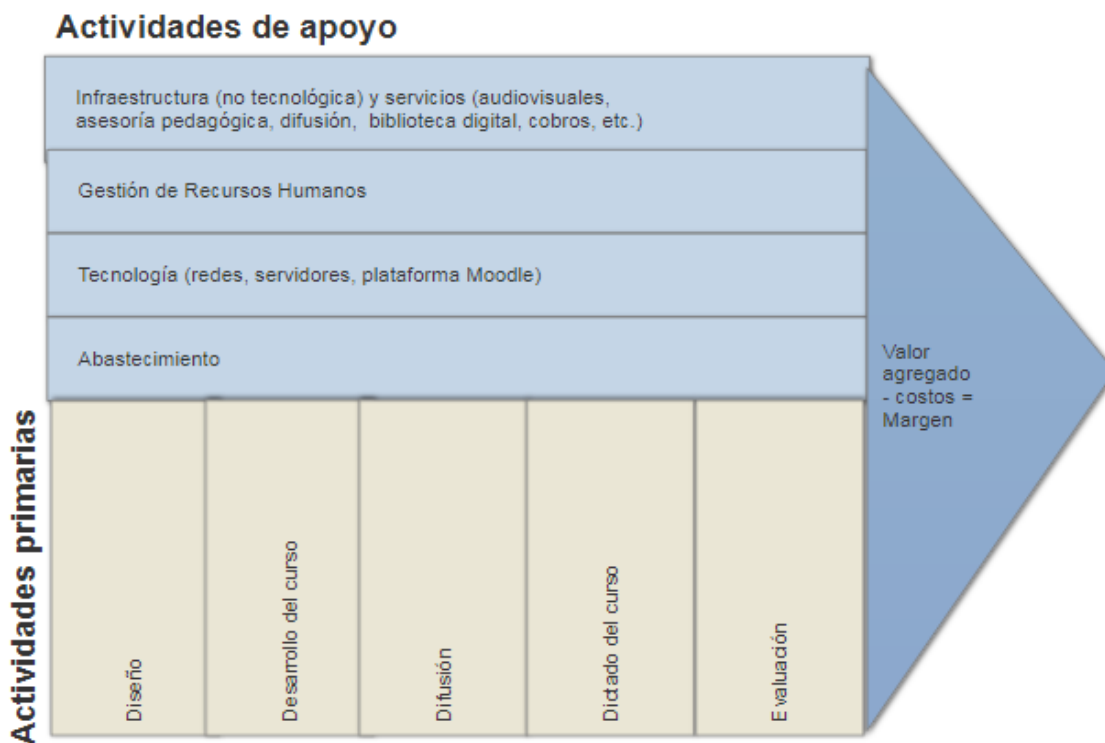 Actividades de apoyo
Infraestructura (no tecnológica) y servicios (audiovisuales,
asesoría pedagógica, difusión, biblioteca digital, cobros, etc.)
Gestión de Recursos Humanos
Tecnología (redes, servidores, plataforma Moodle)
Abastecimiento
Valor
agregado
- costos =
Margen
Actividades primarias
Diseño
Desarrollo del curso
Difusión
Dictado del curso
Evaluación